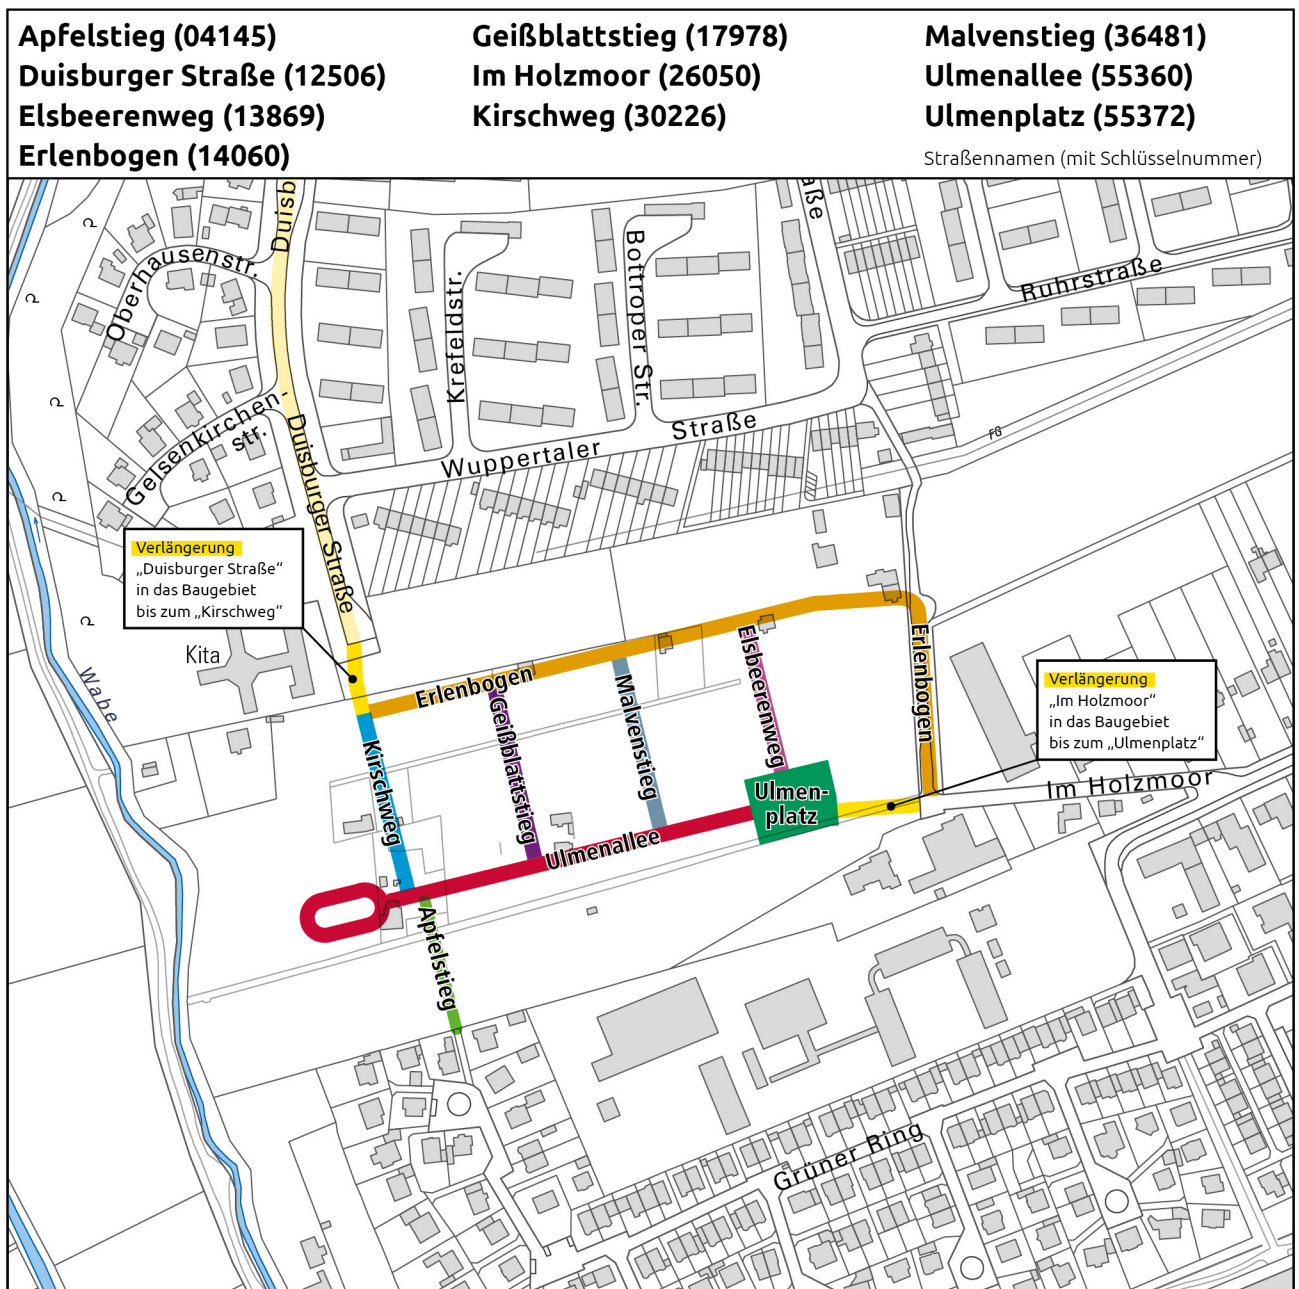 Apfelstieg (04145)
Duisburger Straße (12506)
Elsbeerenweg (13869)
Erlenbogen (14060)
Geißblattstieg (17978)
Im Holzmoor (26050)
Kirschweg (30226)
Malvenstieg (36481)
Ulmenallee (55360)
Ulmenplatz (55372)
Straßennamen (mit Schlüsselnummer)
Duisb
aße
Oberhausenstr.
Krefeldstr.
Bottroper Str.
Ruhrstraße
Gelsenkirchen-
str.
Duisburger Straße
Wuppertaler
Straße
FG
Verlängerung
„Duisburger Straße“
in das Baugebiet
bis zum „Kirschweg“
Kita
Wabe
Erlenbogen
Elsbeerenweg
Erlenbogen
Malvenstieg
Geißblattstieg
Kirschweg
Verlängerung
„Im Holzmoor“
in das Baugebiet
bis zum „Ulmenplatz“
Im Holzmoor
Ulmen-
platz
Ulmenallee
Apfelstieg
Grüner Ring